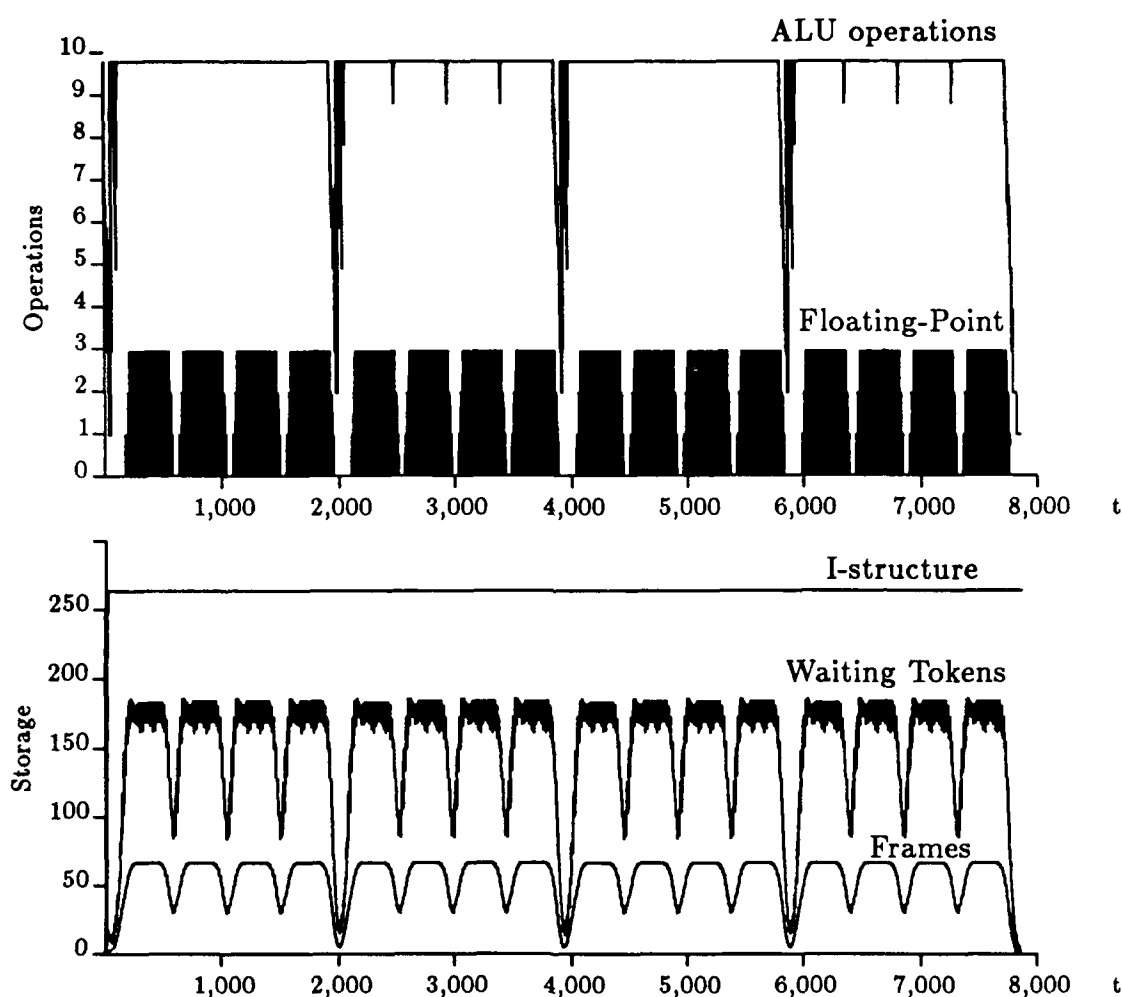 ALU operations
10
9
8
7
6
5
4
3
2
1
0
Operations
Floating-Point
1,000 2,000 3,000 4,000 5,000 6,000 7,000 8,000 t
I-structure
250
200
150
100
50
0
Storage
Waiting Tokens
Frames
1,000 2,000 3,000 4,000 5,000 6,000 7,000 8,000 t